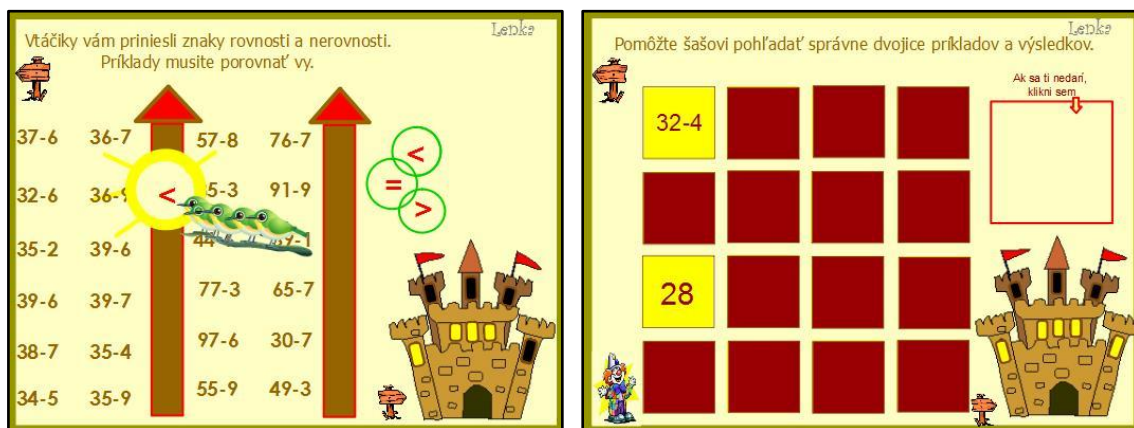 Lenka
Vtáčiky vám priniesli znaky rovnosti a nerovnosti.
Príklady musite porovnať vy.
37-6 36-7 57-8 76-7
<
=
>
32-6 36-9 < 91-9
35-2 39-6
39-6 39-7 77-3 65-7
38-7 35-4 97-6 30-7
34-5 35-9 55-9 49-3
Lenka
Pomôžte šašovi pohľadať správne dvojice príkladov a výsledkov.
Ak sa ti nedarí,
klikni sem
32-4
28